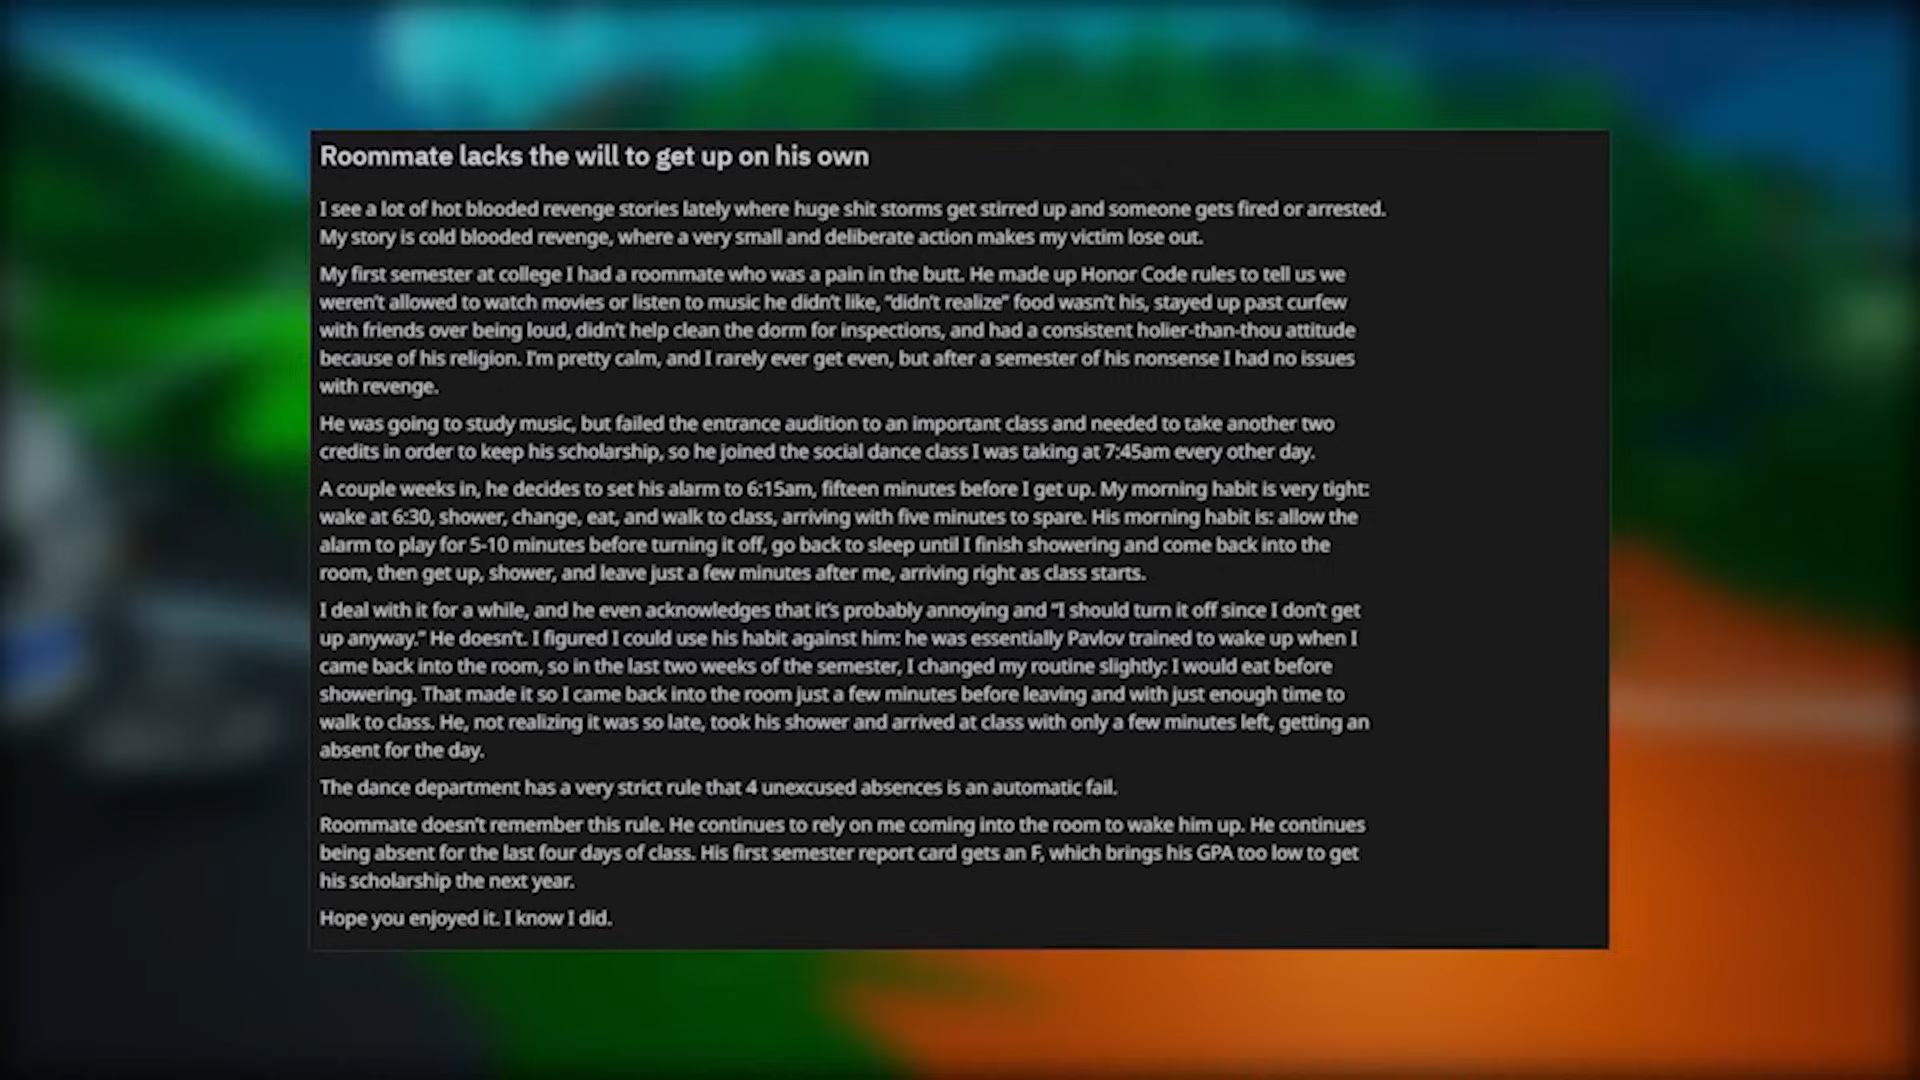 Roommate lacks the will to get up on his own
I see a lot of hot blooded revenge stories lately where huge shit storms get stirred up and someone gets fired or arrested.
My story is cold blooded revenge, where a very small and deliberate action makes my victim lose out.
My first semester at college I had a roommate who was a pain in the butt. He made up Honor Code rules to tell us we
weren't allowed to watch movies or listen to music he didn't like, "didn't realize" food wasn't his, stayed up past curfew
with friends over being loud, didn't help clean the dorm for inspections, and had a consistent holier-than-thou attitude
because of his religion. I'm pretty calm, and I rarely ever get even, but after a semester of his nonsense I had no issues
with revenge.
He was going to study music, but failed the entrance audition to an important class and needed to take another two
credits in order to keep his scholarship, so he joined the social dance class I was taking at 7:45am every other day.
A couple weeks in, he decides to set his alarm to 6:15am, fifteen minutes before I get up. My morning habit is very tight:
wake at 6:30, shower, change, eat, and walk to class, arriving with five minutes to spare. His morning habit is: allow the
alarm to play for 5-10 minutes before turning it off, go back to sleep until I finish showering and come back into the
room, then get up, shower, and leave just a few minutes after me, arriving right as class starts.
I deal with it for a while, and he even acknowledges that it's probably annoying and "I should turn it off since I don't get
up anyway." He doesn't. I figured I could use his habit against him: he was essentially Pavlov trained to wake up when I
came back into the room, so in the last two weeks of the semester, I changed my routine slightly: I would eat before
showering. That made it so I came back into the room just a few minutes before leaving and with just enough time to
walk to class. He, not realizing it was so late, took his shower and arrived at class with only a few minutes left, getting an
absent for the day.
The dance department has a very strict rule that 4 unexcused absences is an automatic fail.
Roommate doesn't remember this rule. He continues to rely on me coming into the room to wake him up. He continues
being absent for the last four days of class. His first semester report card gets an F, which brings his GPA too low to get
his scholarship the next year.
Hope you enjoyed it. I know I did.